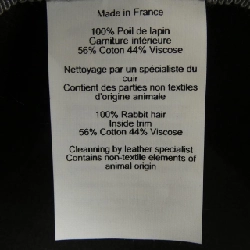 Made in France
100% Poil de lapin
Garniture intérieure
56% Coton 44% Viscose
Nettoyage par un spécialiste du
cuir
Contient des parties non textiles
d'origine animale
100% Rabbit hair
Inside trim
56% Cotton 44% Viscose
Cleanning by leather specialist
Contains non-textile elements of
animal origin